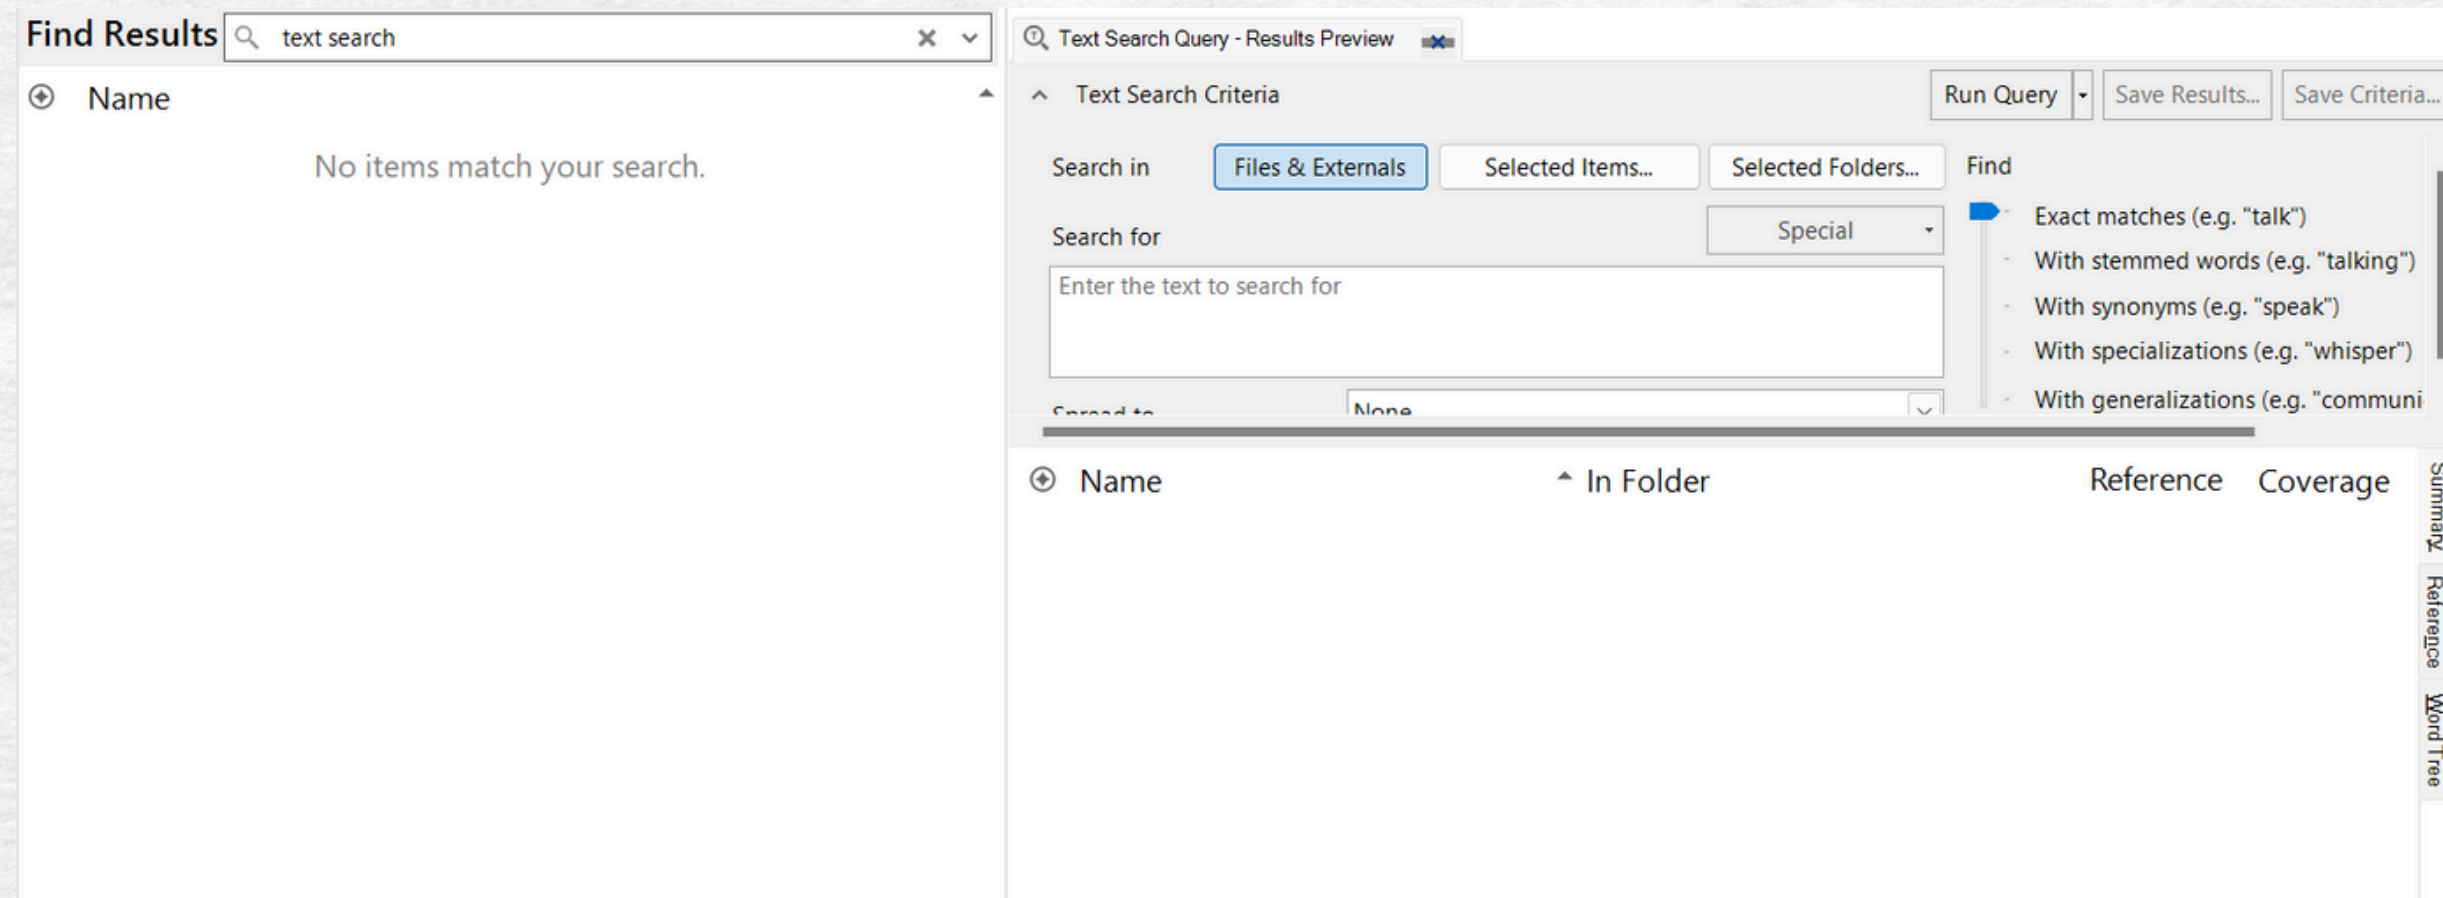 Find Results
text search
Name
No items match your search.
Text Search Query - Results Preview
Text Search Criteria
Run Query
Save Results...
Save Criteria...
Search in
Files & Externals
Selected Items...
Selected Folders...
Find
Search for
Special
Enter the text to search for
Exact matches (e.g. "talk")
With stemmed words (e.g. "talking")
With synonyms (e.g. "speak")
With specializations (e.g. "whisper")
With generalizations (e.g. "communi
Spread to
None
Name
In Folder
Reference
Coverage
Summary
Reference
Word Tree